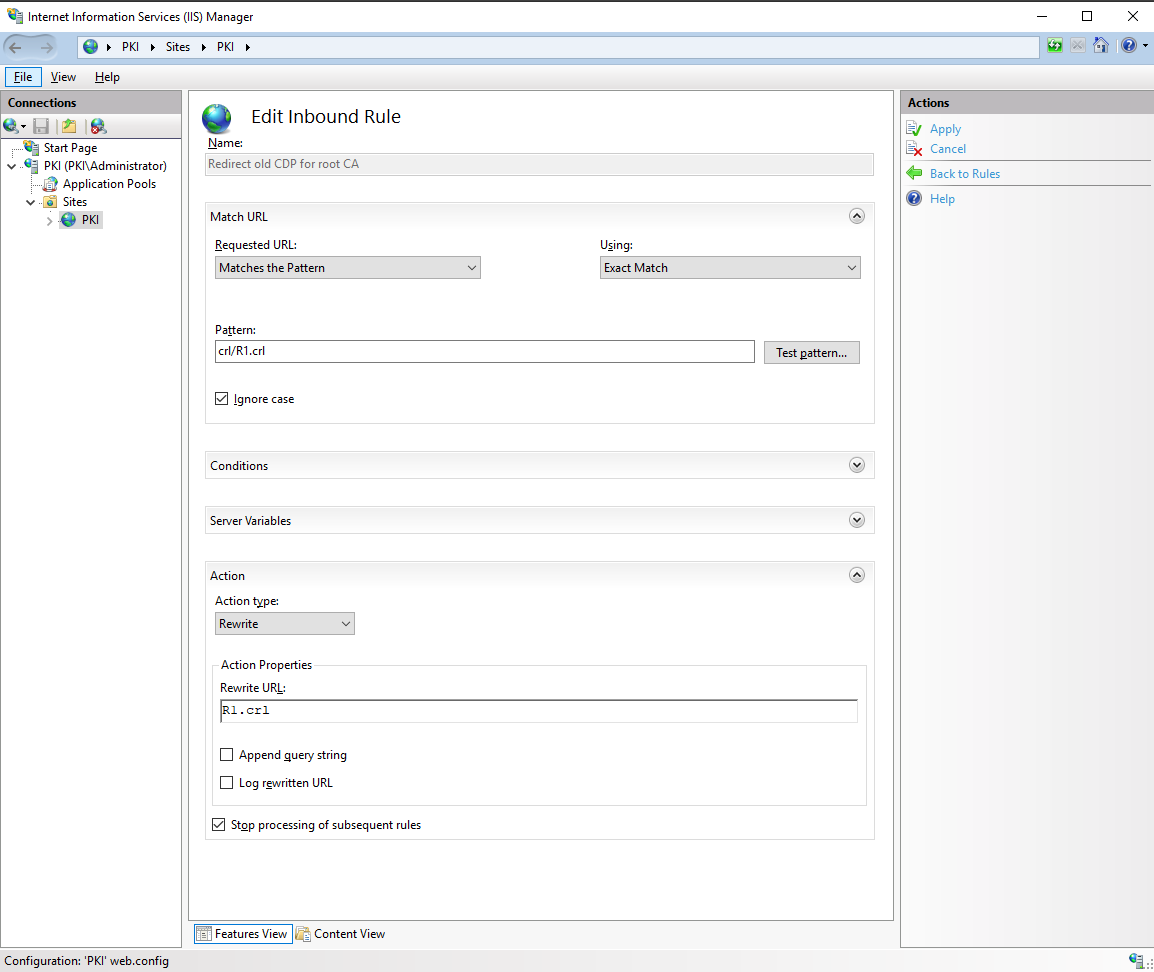 Internet Information Services (IIS) Manager
PKI Sites PKI
File View Help
Connections
Start Page
PKI (PKI\Administrator)
Application Pools
Sites
PKI
Edit Inbound Rule
Name:
Redirect old CDP for root CA
Match URL
Requested URL: Using:
Matches the Pattern Exact Match
Pattern:
crl/R1.crl Test pattern...
Ignore case
Conditions
Server Variables
Action
Action type:
Rewrite
Action Properties
Rewrite URL:
R1.crl
Append query string
Log rewritten URL
Stop processing of subsequent rules
Features View Content View
Actions
Apply
Cancel
Back to Rules
Help
Configuration: 'PKI' web.config